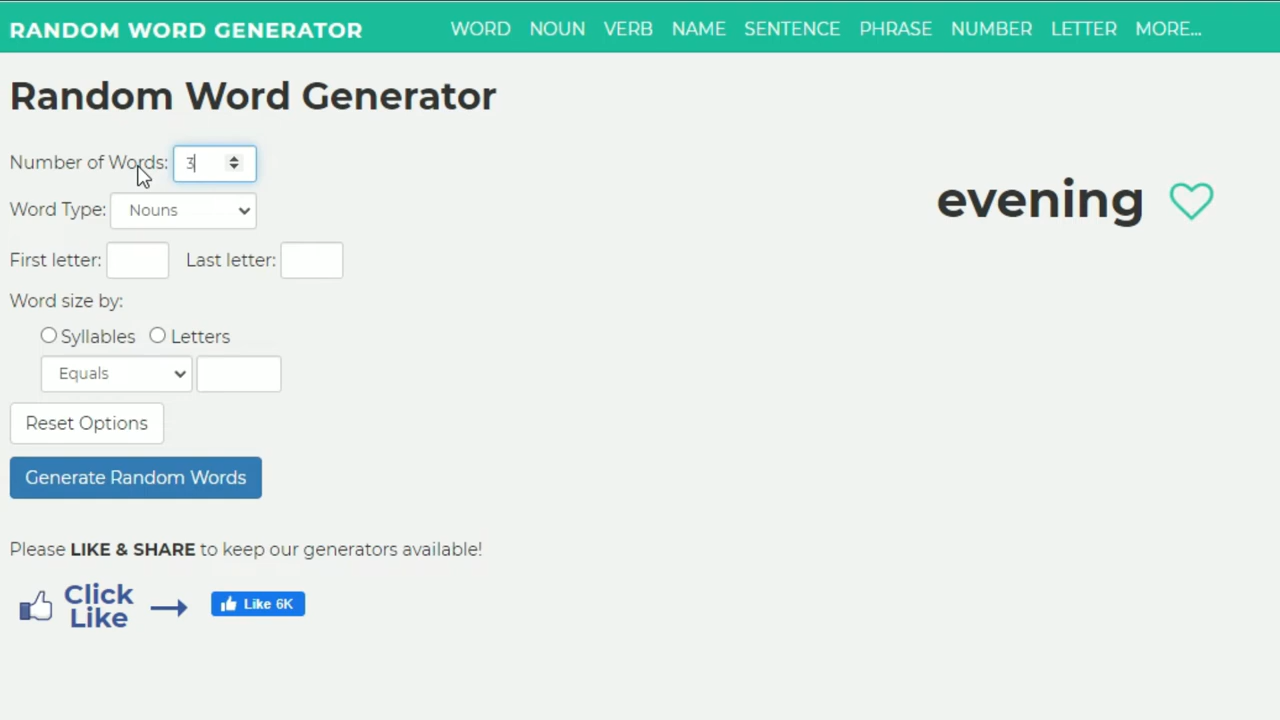 RANDOM WORD GENERATOR WORD NOUN VERB NAME SENTENCE PHRASE NUMBER LETTER MORE...
Random Word Generator
Number of Words: 3
Word Type: Nouns
First letter: Last letter:
Word size by:
Syllables Letters
Equals
Reset Options
Generate Random Words
Please LIKE & SHARE to keep our generators available!
Click
Like
Like 6K
evening